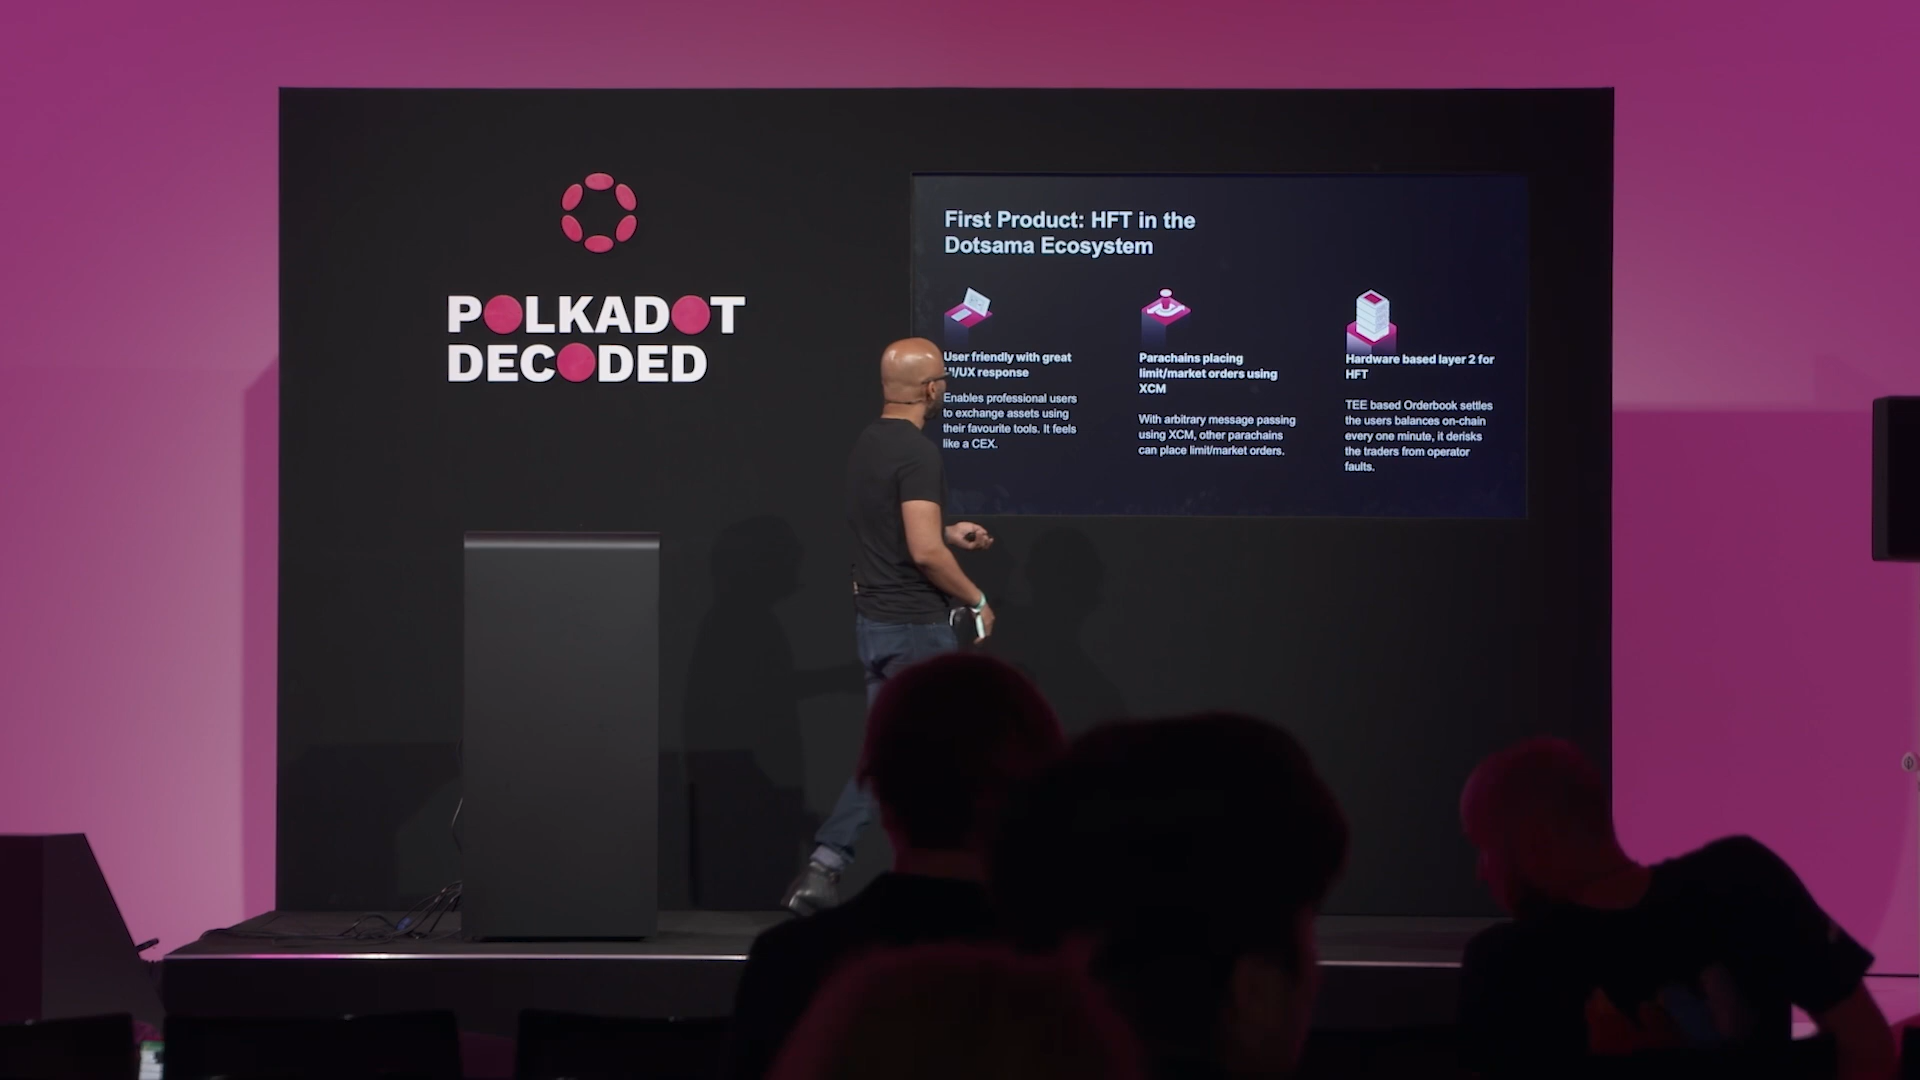 POLKADOT
DECODED
First Product: HFT in the
Dotsama Ecosystem
User friendly with great
UI/UX response
Enables professional users
to exchange assets using
their favourite tools. It feels
like a CEX.
Parachains placing
limit/market orders using
XCM
With arbitrary message passing
using XCM, other parachains
can place limit/market orders.
Hardware based layer 2 for
HFT
TEE based Orderbook settles
the users balances on-chain
every one minute, it derisks
the traders from operator
faults.